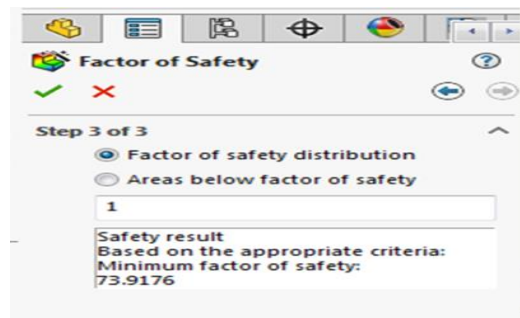 Factor of Safety
Step 3 of 3
Factor of safety distribution
Areas below factor of safety
1
Safety result
Based on the appropriate criteria:
Minimum factor of safety:
73.9176